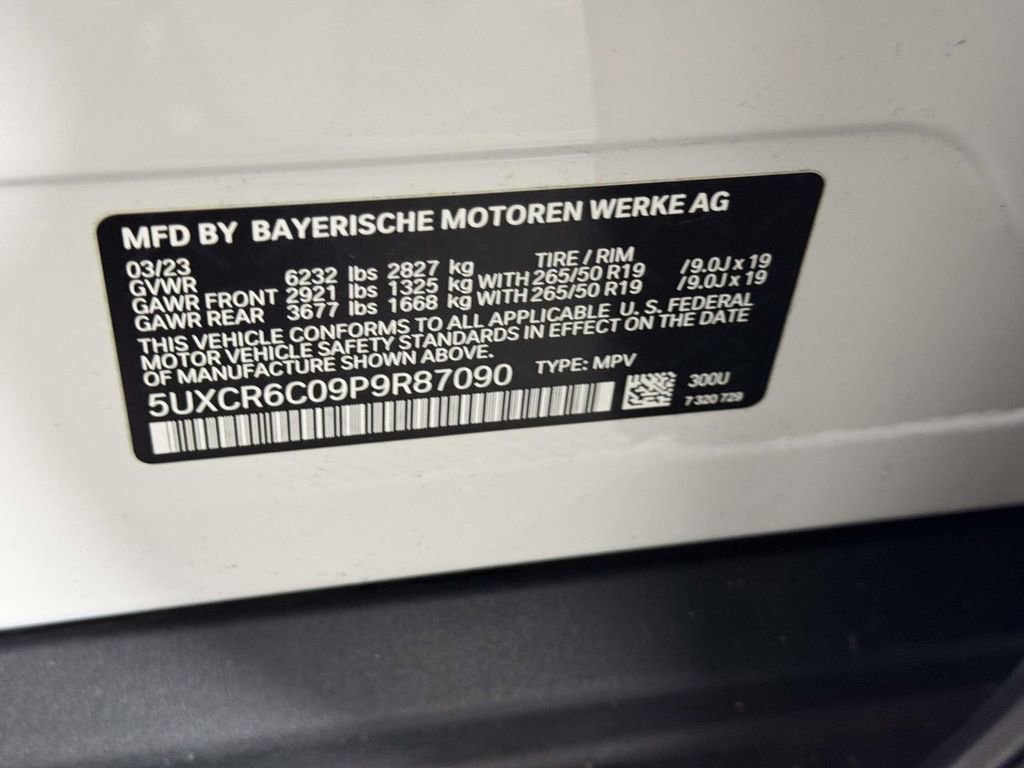 MFD BY BAYERISCHE MOTOREN WERKE AG
03/23 TIRE / RIM
GVWR 6232 lbs 2827 kg
GAWR FRONT 2921 lbs 1325 kg WITH 265/50 R19 /9.0J x 19
GAWR REAR 3677 lbs 1668 kg WITH 265/50 R19 /9.0J x 19
THIS VEHICLE CONFORMS TO ALL APPLICABLE U. S. FEDERAL
MOTOR VEHICLE SAFETY STANDARDS IN EFFECT ON THE DATE
OF MANUFACTURE SHOWN ABOVE.
TYPE: MPV
5UXCR6C09P9R87090
300U
7 320 729